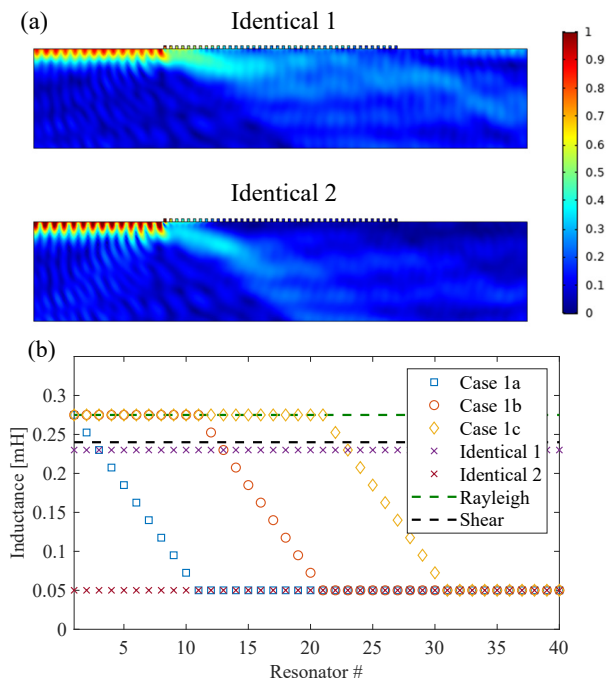 (a)
Identical 1
Identical 2
1
0.9
0.8
0.7
0.6
0.5
0.4
0.3
0.2
0.1
0
(b)
Inductance [mH]
0.3
0.25
0.2
0.15
0.1
0.05
0
Case 1a
Case 1b
Case 1c
Identical 1
Identical 2
Rayleigh
Shear
5 10 15 20 25 30 35 40
Resonator #